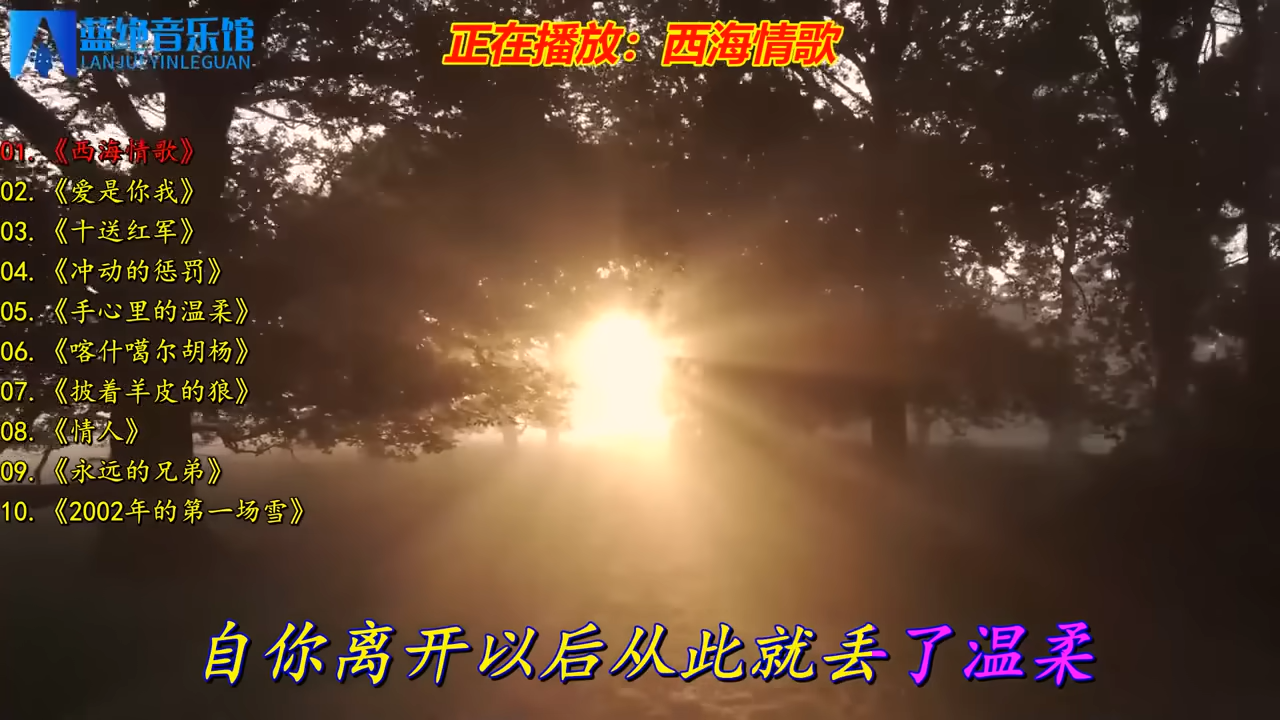 蓝绝音乐馆
LANJUEYINLEGUAN
正在播放：西海情歌
01.《西海情歌》
02.《爱是你我》
03.《十送红军》
04.《冲动的惩罚》
05.《手心里的温柔》
06.《喀什噶尔胡杨》
07.《披着羊皮的狼》
08.《情人》
09.《永远的兄弟》
10.《2002年的第一场雪》
自你离开以后从此就丢了温柔